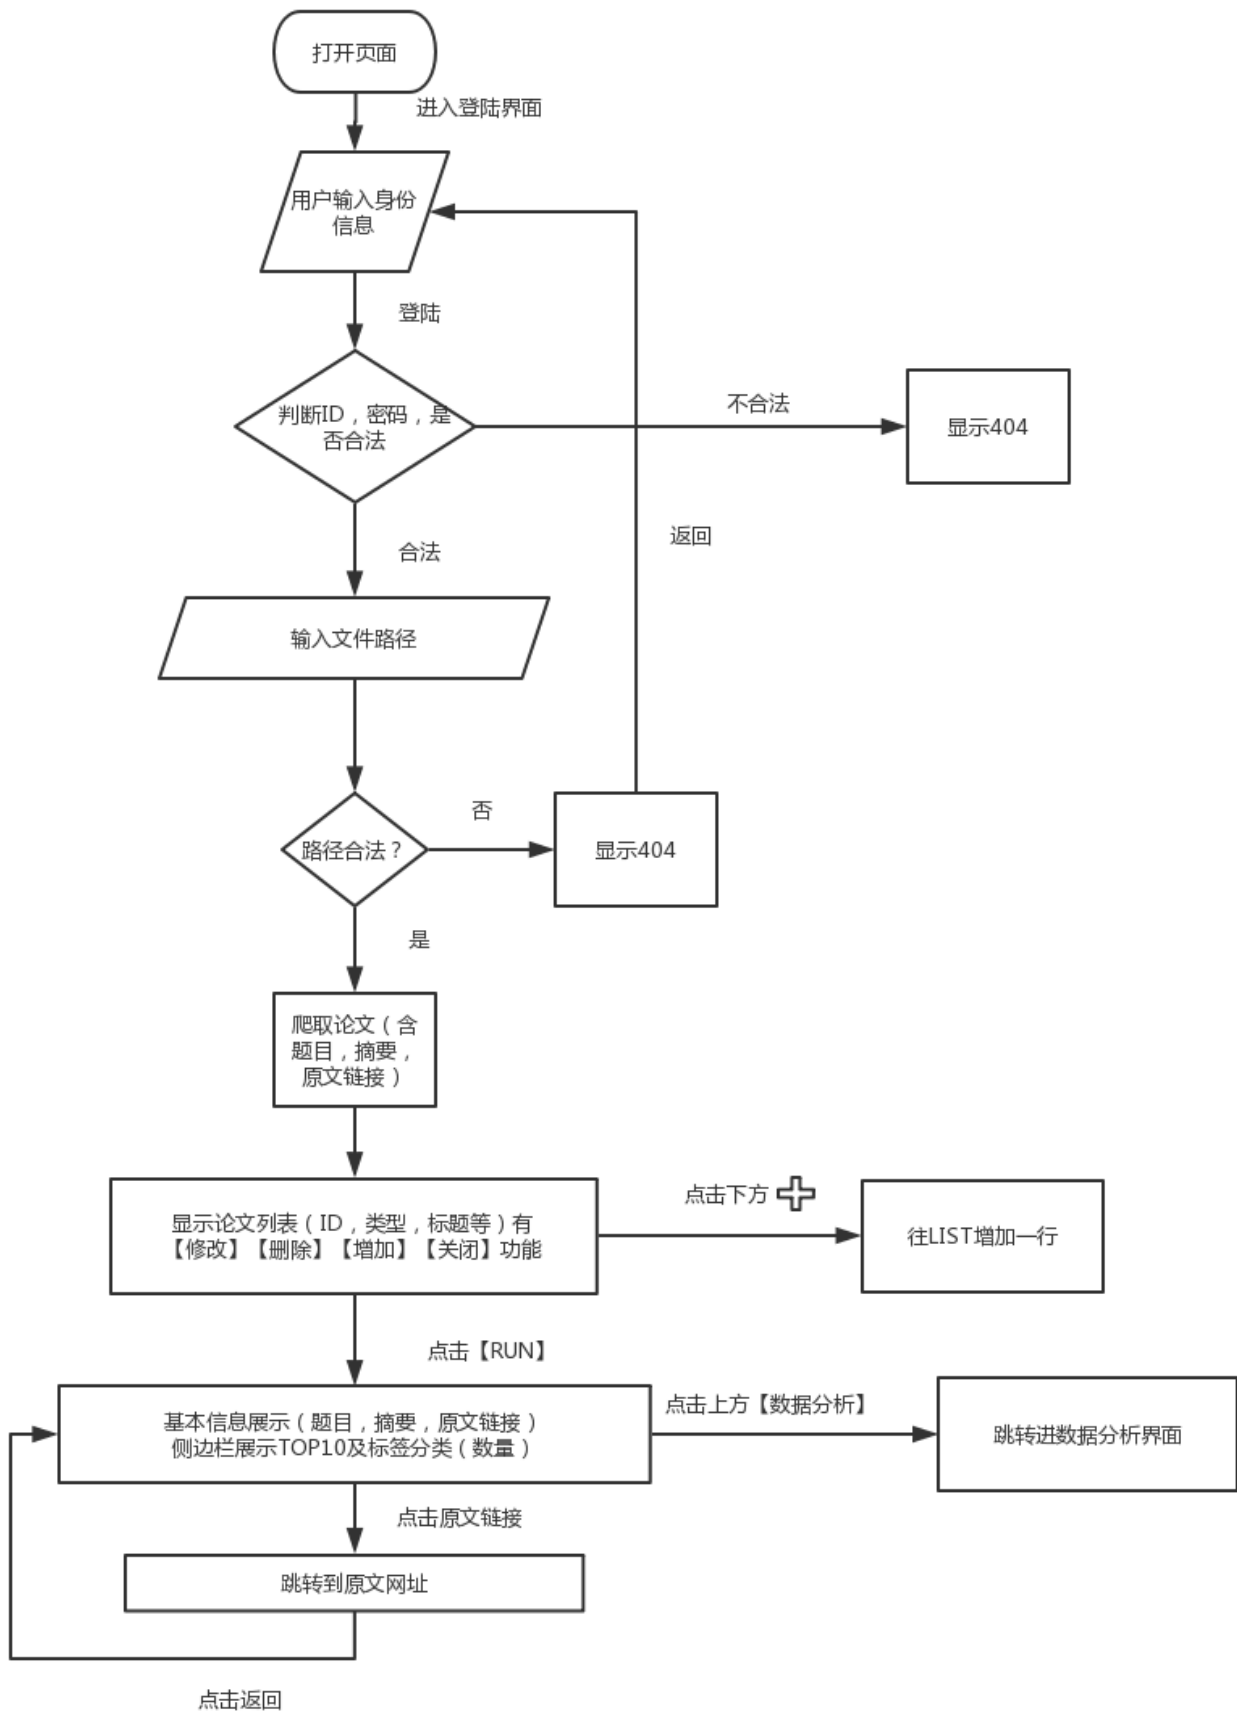 打开页面
进入登陆界面
用户输入身份
信息
登陆
判断ID，密码，是
否合法
不合法
显示404
返回
合法
输入文件路径
路径合法？
否
显示404
是
爬取论文（含
题目，摘要，
原文链接）
显示论文列表（ID，类型，标题等）有
【修改】【删除】【增加】【关闭】功能
点击下方
往LIST增加一行
点击【RUN】
基本信息展示（题目，摘要，原文链接）
侧边栏展示TOP10及标签分类（数量）
点击上方【数据分析】
跳转进数据分析界面
点击原文链接
跳转到原文网址
点击返回